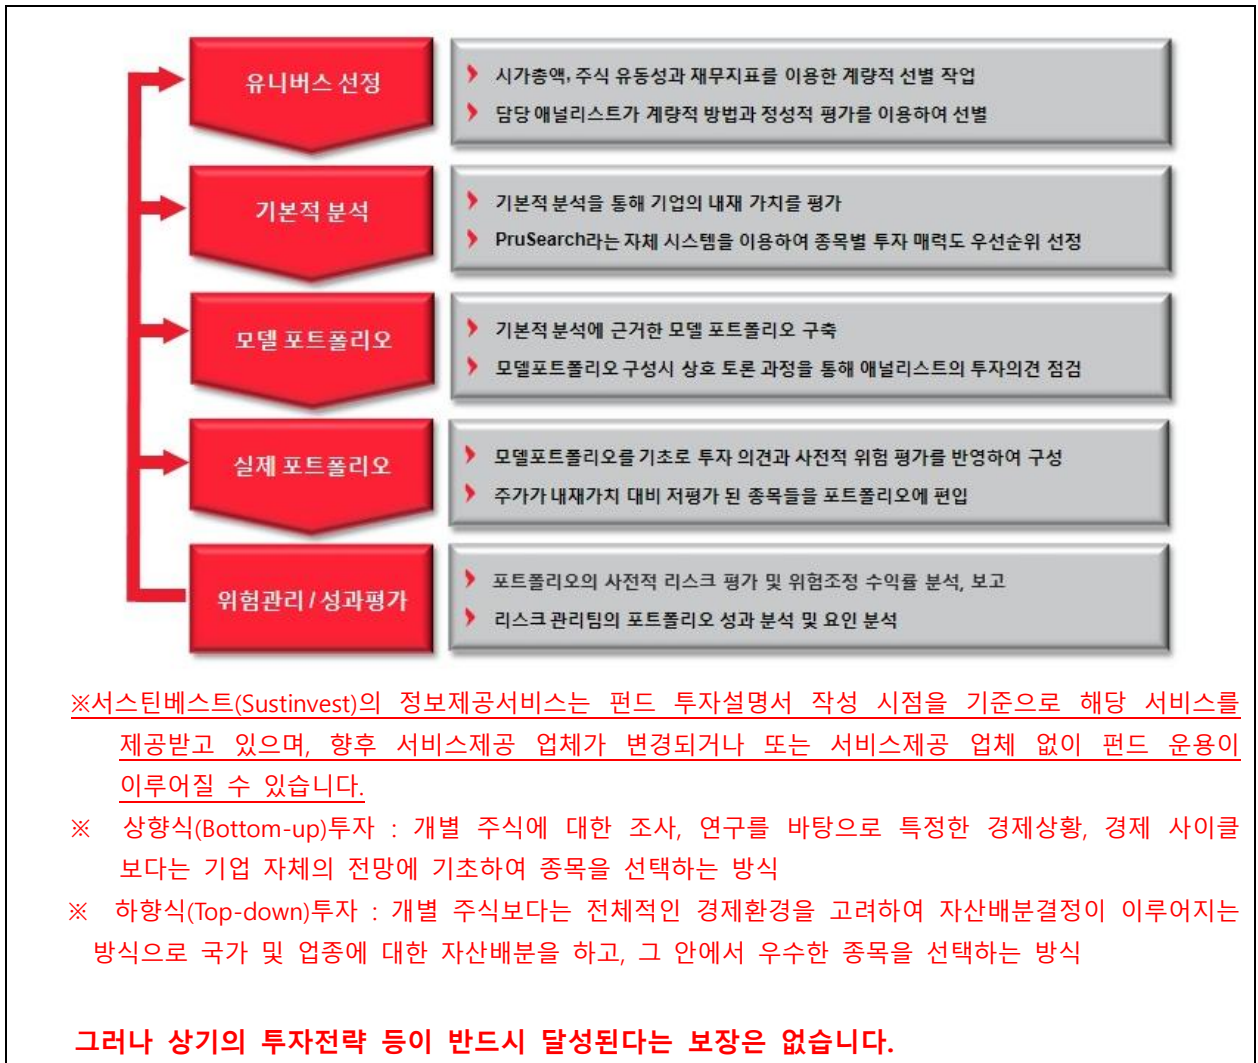 유니버스 선정
시가총액, 주식 유동성과 재무지표를 이용한 계량적 선별 작업
담당 애널리스트가 계량적 방법과 정성적 평가를 이용하여 선별
기본적 분석
기본적 분석을 통해 기업의 내재 가치를 평가
PruSearch라는 자체 시스템을 이용하여 종목별 투자 매력도 우선순위 선정
모델 포트폴리오
기본적 분석에 근거한 모델 포트폴리오 구축
모델포트폴리오 구성시 상호 토론 과정을 통해 애널리스트의 투자의견 점검
실제 포트폴리오
모델포트폴리오를 기초로 투자 의견과 사전적 위험 평가를 반영하여 구성
주가가 내재가치 대비 저평가 된 종목들을 포트폴리오에 편입
위험관리 / 성과평가
포트폴리오의 사전적 리스크 평가 및 위험조정 수익률 분석, 보고
리스크 관리팀의 포트폴리오 성과 분석 및 요인 분석
※서스틴베스트(Sustinvest)의 정보제공서비스는 펀드 투자설명서 작성 시점을 기준으로 해당 서비스를
제공받고 있으며, 향후 서비스제공 업체가 변경되거나 또는 서비스제공 업체 없이 펀드 운용이
이루어질 수 있습니다.
※ 상향식(Bottom-up)투자 : 개별 주식에 대한 조사, 연구를 바탕으로 특정한 경제상황, 경제 사이클
보다는 기업 자체의 전망에 기초하여 종목을 선택하는 방식
※ 하향식(Top-down)투자 : 개별 주식보다는 전체적인 경제환경을 고려하여 자산배분결정이 이루어지는
방식으로 국가 및 업종에 대한 자산배분을 하고, 그 안에서 우수한 종목을 선택하는 방식
그러나 상기의 투자전략 등이 반드시 달성된다는 보장은 없습니다.